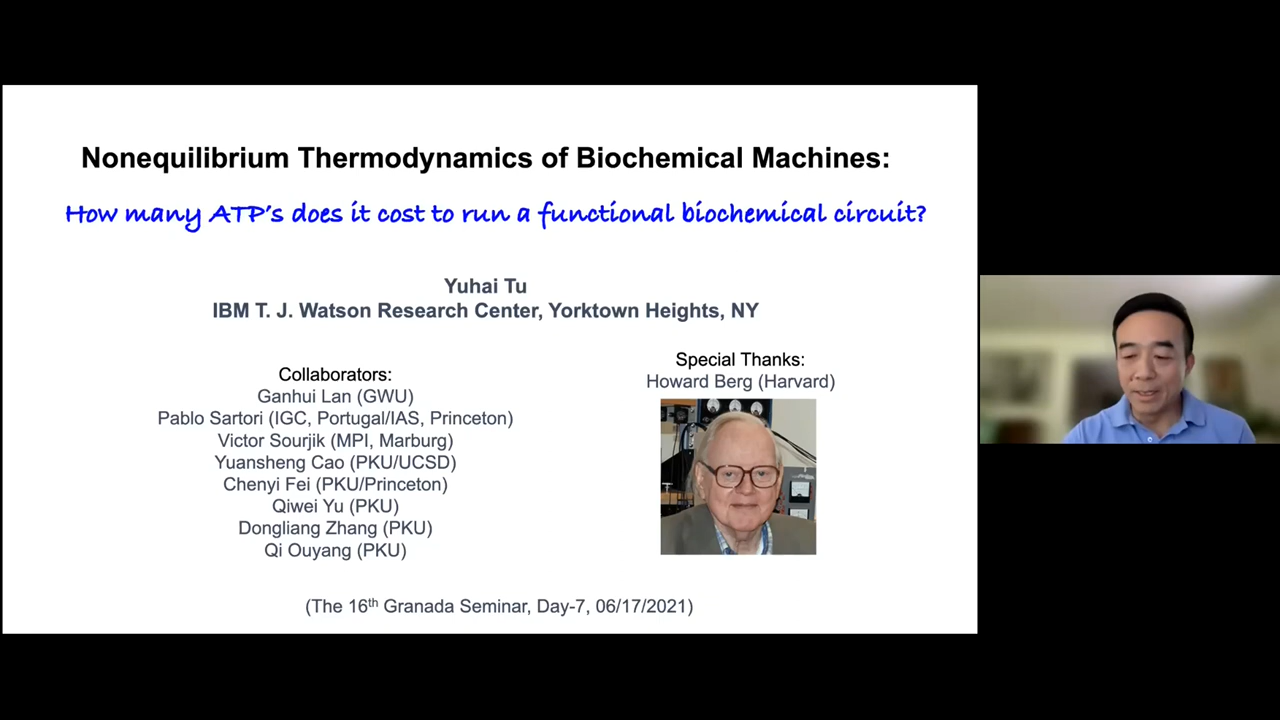 Nonequilibrium Thermodynamics of Biochemical Machines:
How many ATP's does it cost to run a functional biochemical circuit?
Yuhai Tu
IBM T. J. Watson Research Center, Yorktown Heights, NY
Collaborators:
Ganhui Lan (GWU)
Pablo Sartori (IGC, Portugal/IAS, Princeton)
Victor Sourjik (MPI, Marburg)
Yuansheng Cao (PKU/UCSD)
Chenyi Fei (PKU/Princeton)
Qiwei Yu (PKU)
Dongliang Zhang (PKU)
Qi Ouyang (PKU)
Special Thanks:
Howard Berg (Harvard)
(The 16th Granada Seminar, Day-7, 06/17/2021)